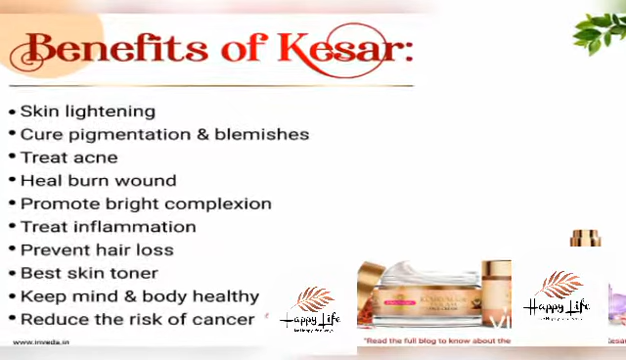 Benefits of Kesar:
• Skin lightening
• Cure pigmentation & blemishes
• Treat acne
• Heal burn wound
• Promote bright complexion
• Treat inflammation
• Prevent hair loss
• Best skin toner
• Keep mind & body healthy
• Reduce the risk of cancer
Happy Life
Happy Life
www.inveda.in
"Read the full blog to know about the